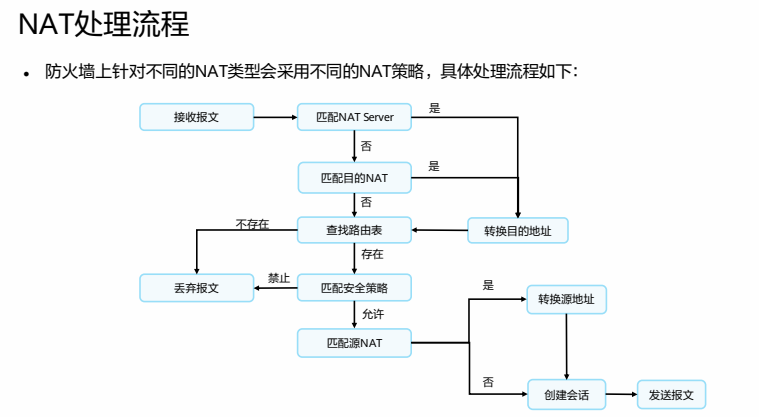 NAT处理流程
• 防火墙上针对不同的NAT类型会采用不同的NAT策略，具体处理流程如下：
接收报文
匹配NAT Server
是
否
匹配目的NAT
是
否
不存在
查找路由表
转换目的地址
存在
丢弃报文
禁止
匹配安全策略
是
转换源地址
允许
匹配源NAT
否
创建会话
发送报文